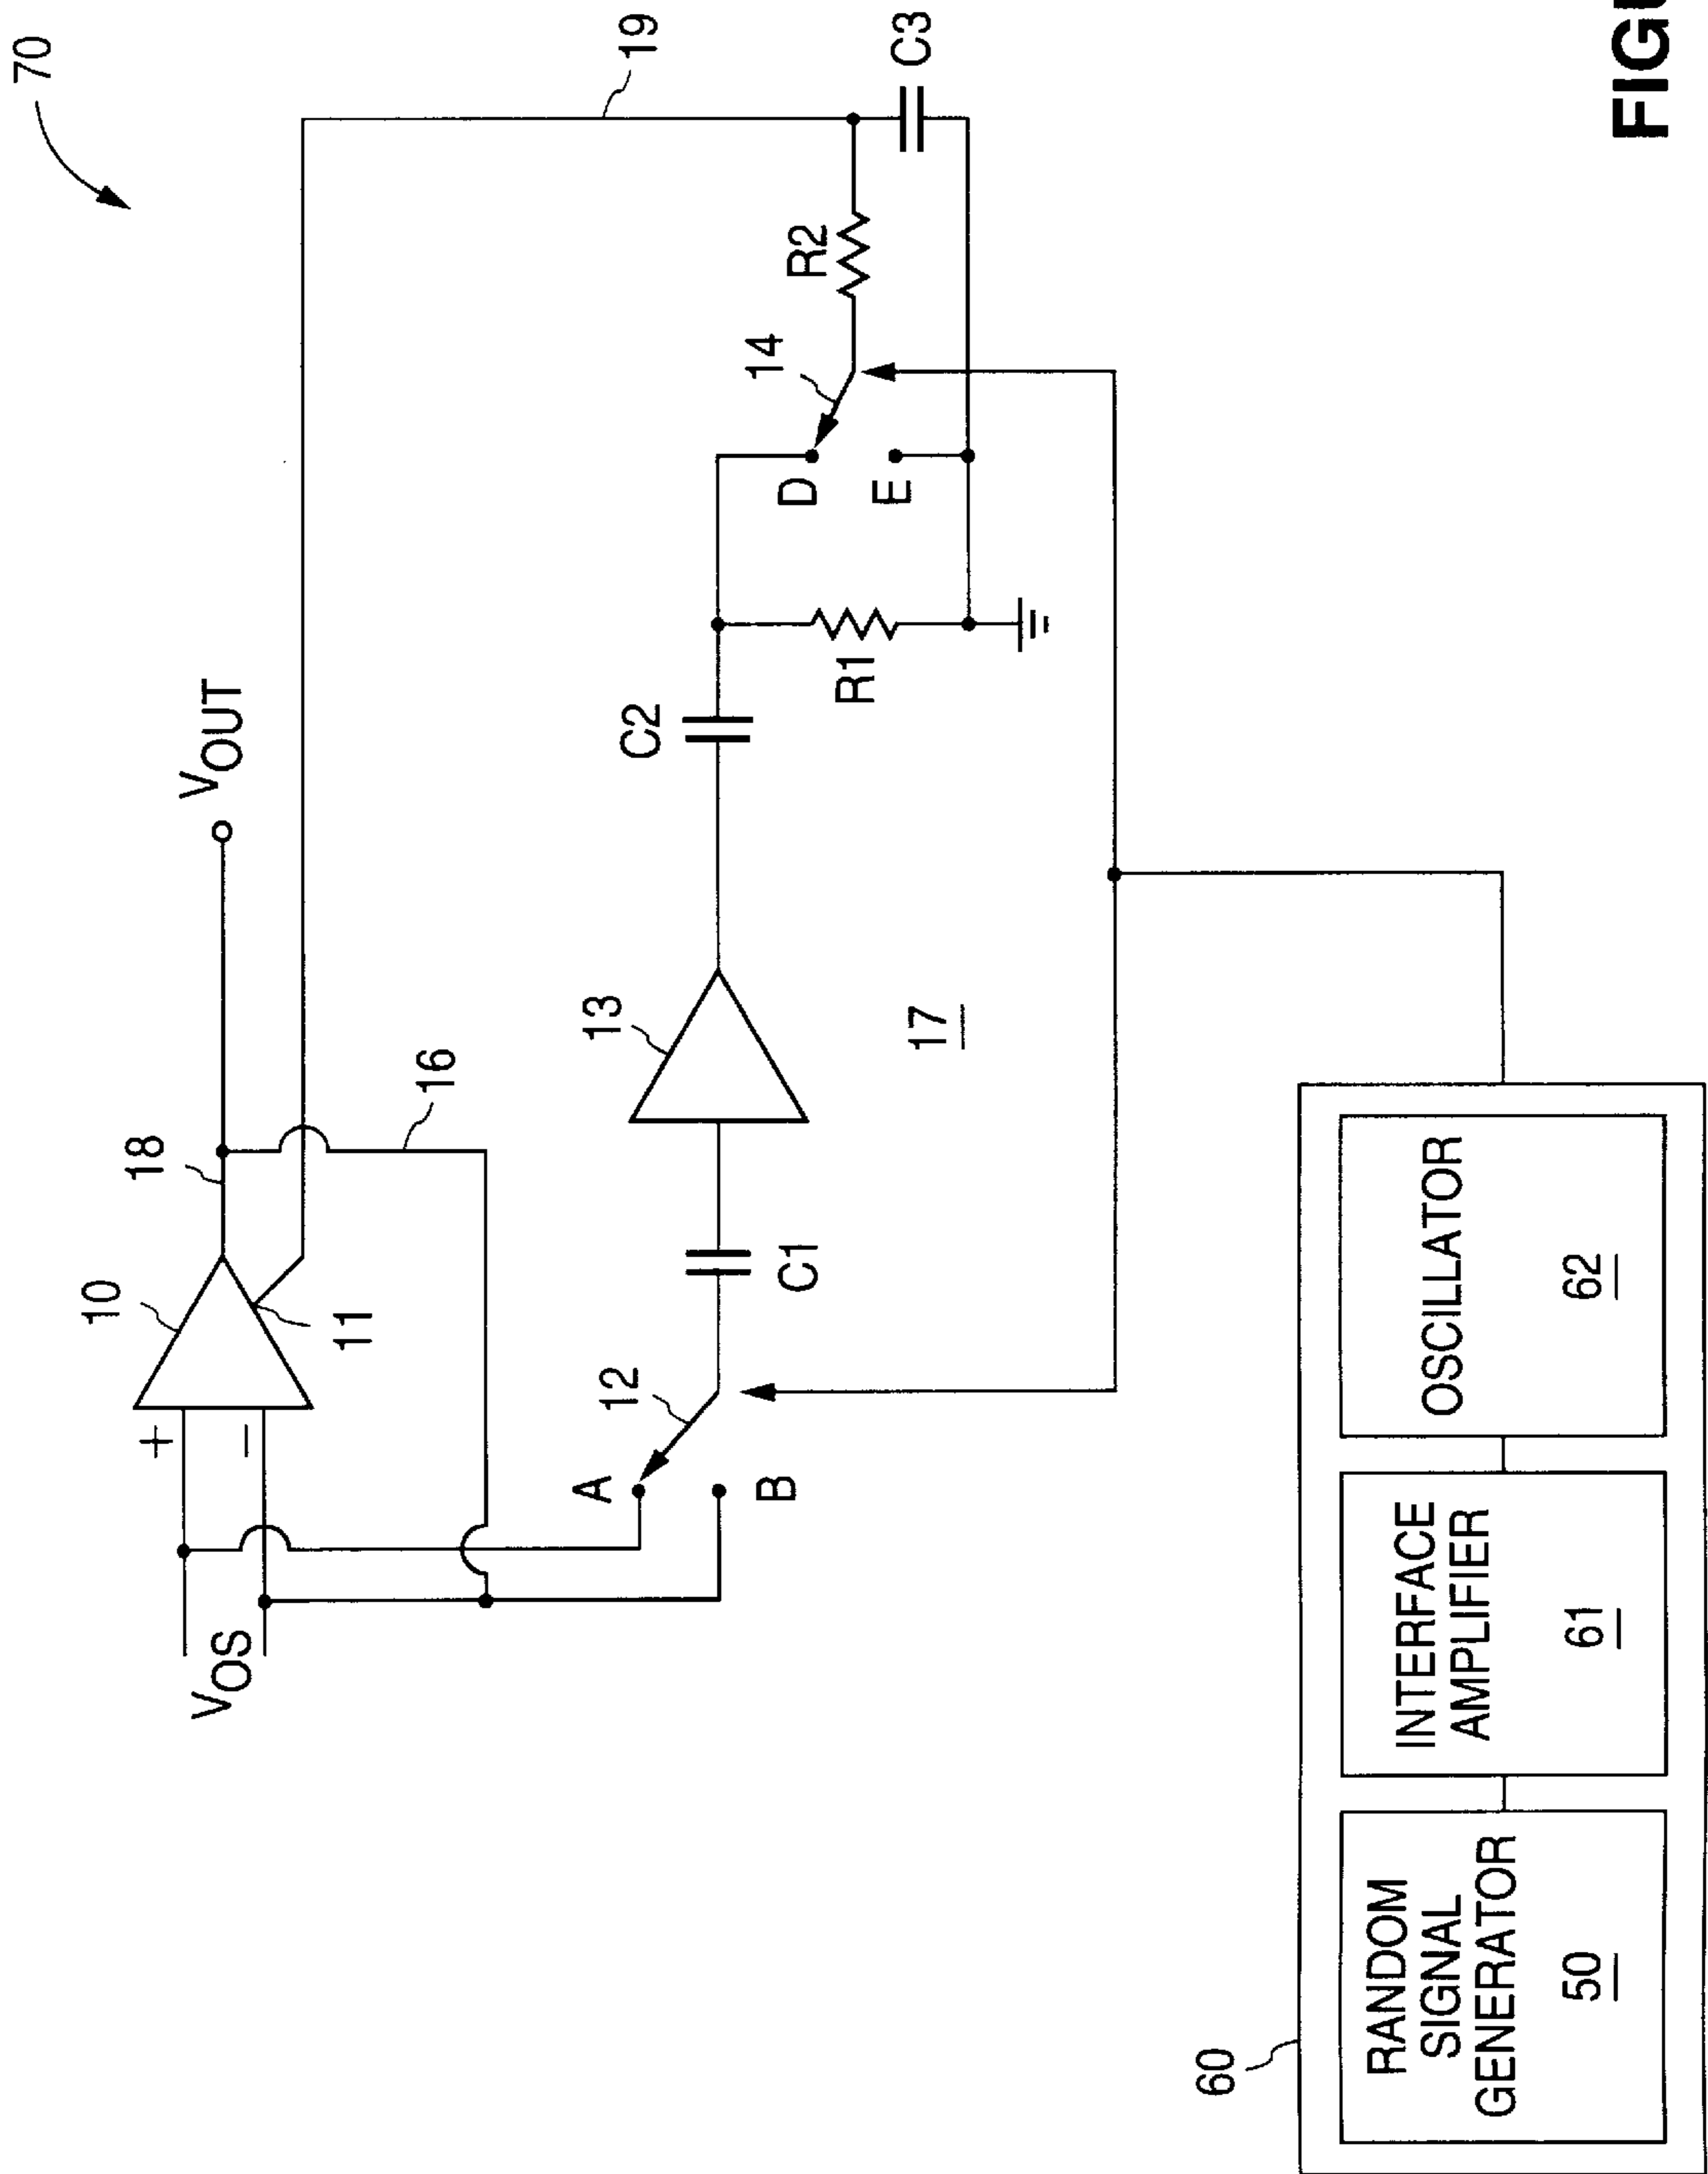 70
10
18
VOUT
+
−
11
16
19
VOS
A
B
12
C1
13
C2
17
R1
D
E
14
R2
C3
60
RANDOM
SIGNAL
GENERATOR
50
INTERFACE
AMPLIFIER
61
OSCILLATOR
62